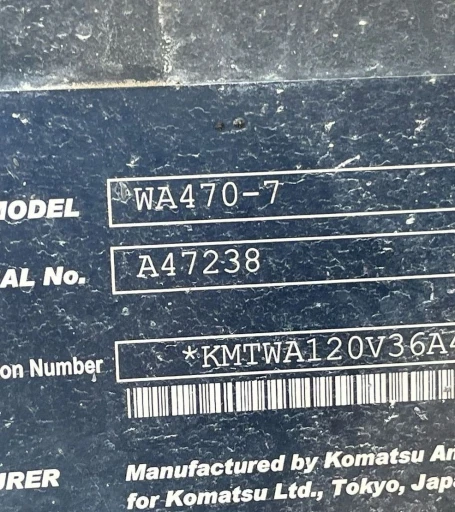 MODEL WA470-7
AL No. A47238
on Number *KMTWA120V36A4
URER Manufactured by Komatsu Am
for Komatsu Ltd., Tokyo, Japa